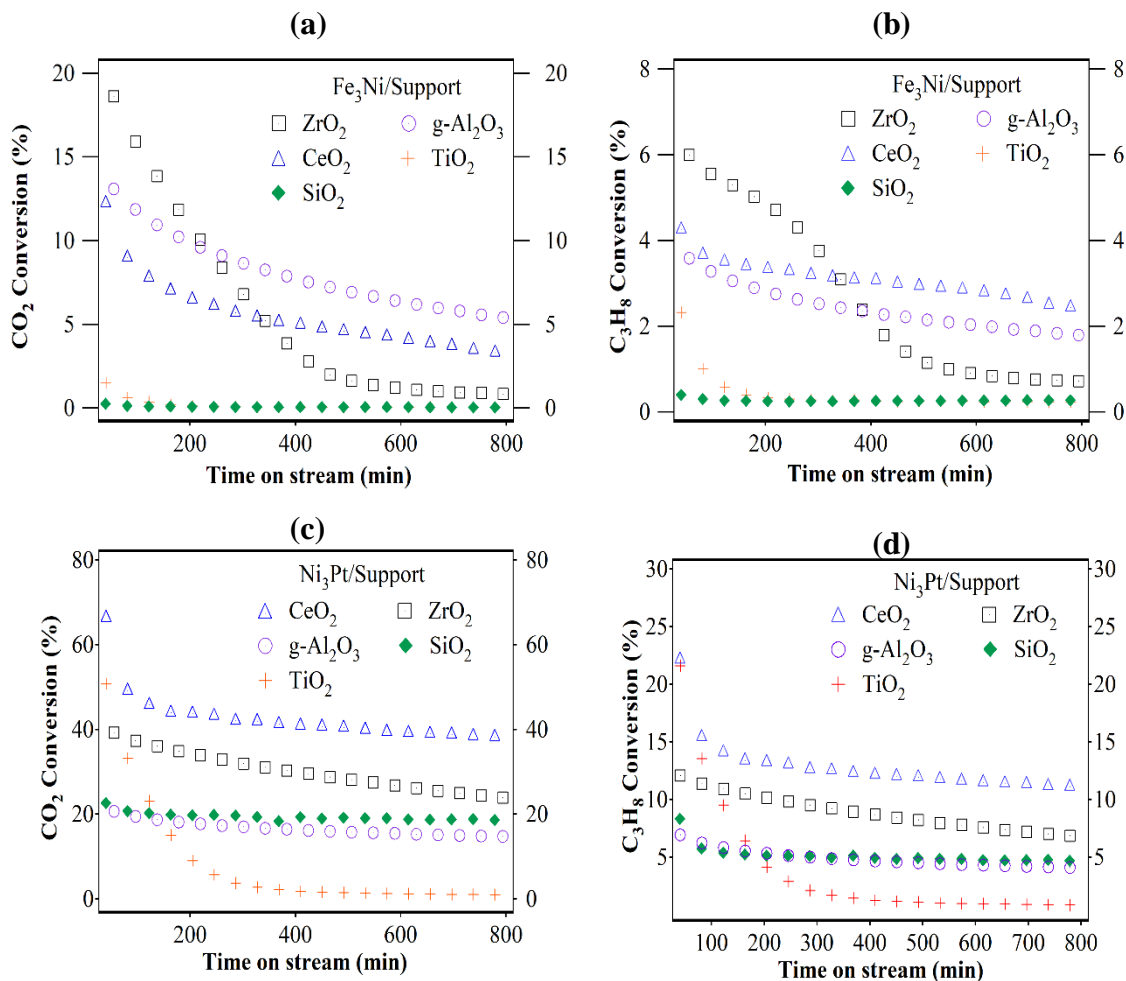 (a)
20
15
10
5
0
20
15
10
5
0
CO₂ Conversion (%)
Fe₃Ni/Support
ZrO₂
g-Al₂O₃
CeO₂
TiO₂
SiO₂
200
400
600
800
Time on stream (min)
(b)
8
6
4
2
0
8
6
4
2
0
C₃H₈ Conversion (%)
Fe₃Ni/Support
ZrO₂
g-Al₂O₃
CeO₂
TiO₂
SiO₂
200
400
600
800
Time on stream (min)
(c)
80
60
40
20
0
80
60
40
20
0
CO₂ Conversion (%)
Ni₃Pt/Support
CeO₂
ZrO₂
g-Al₂O₃
SiO₂
TiO₂
200
400
600
800
Time on stream (min)
(d)
30
25
20
15
10
5
30
25
20
15
10
5
C₃H₈ Conversion (%)
Ni₃Pt/Support
CeO₂
ZrO₂
g-Al₂O₃
SiO₂
TiO₂
100
200
300
400
500
600
700
800
Time on stream (min)